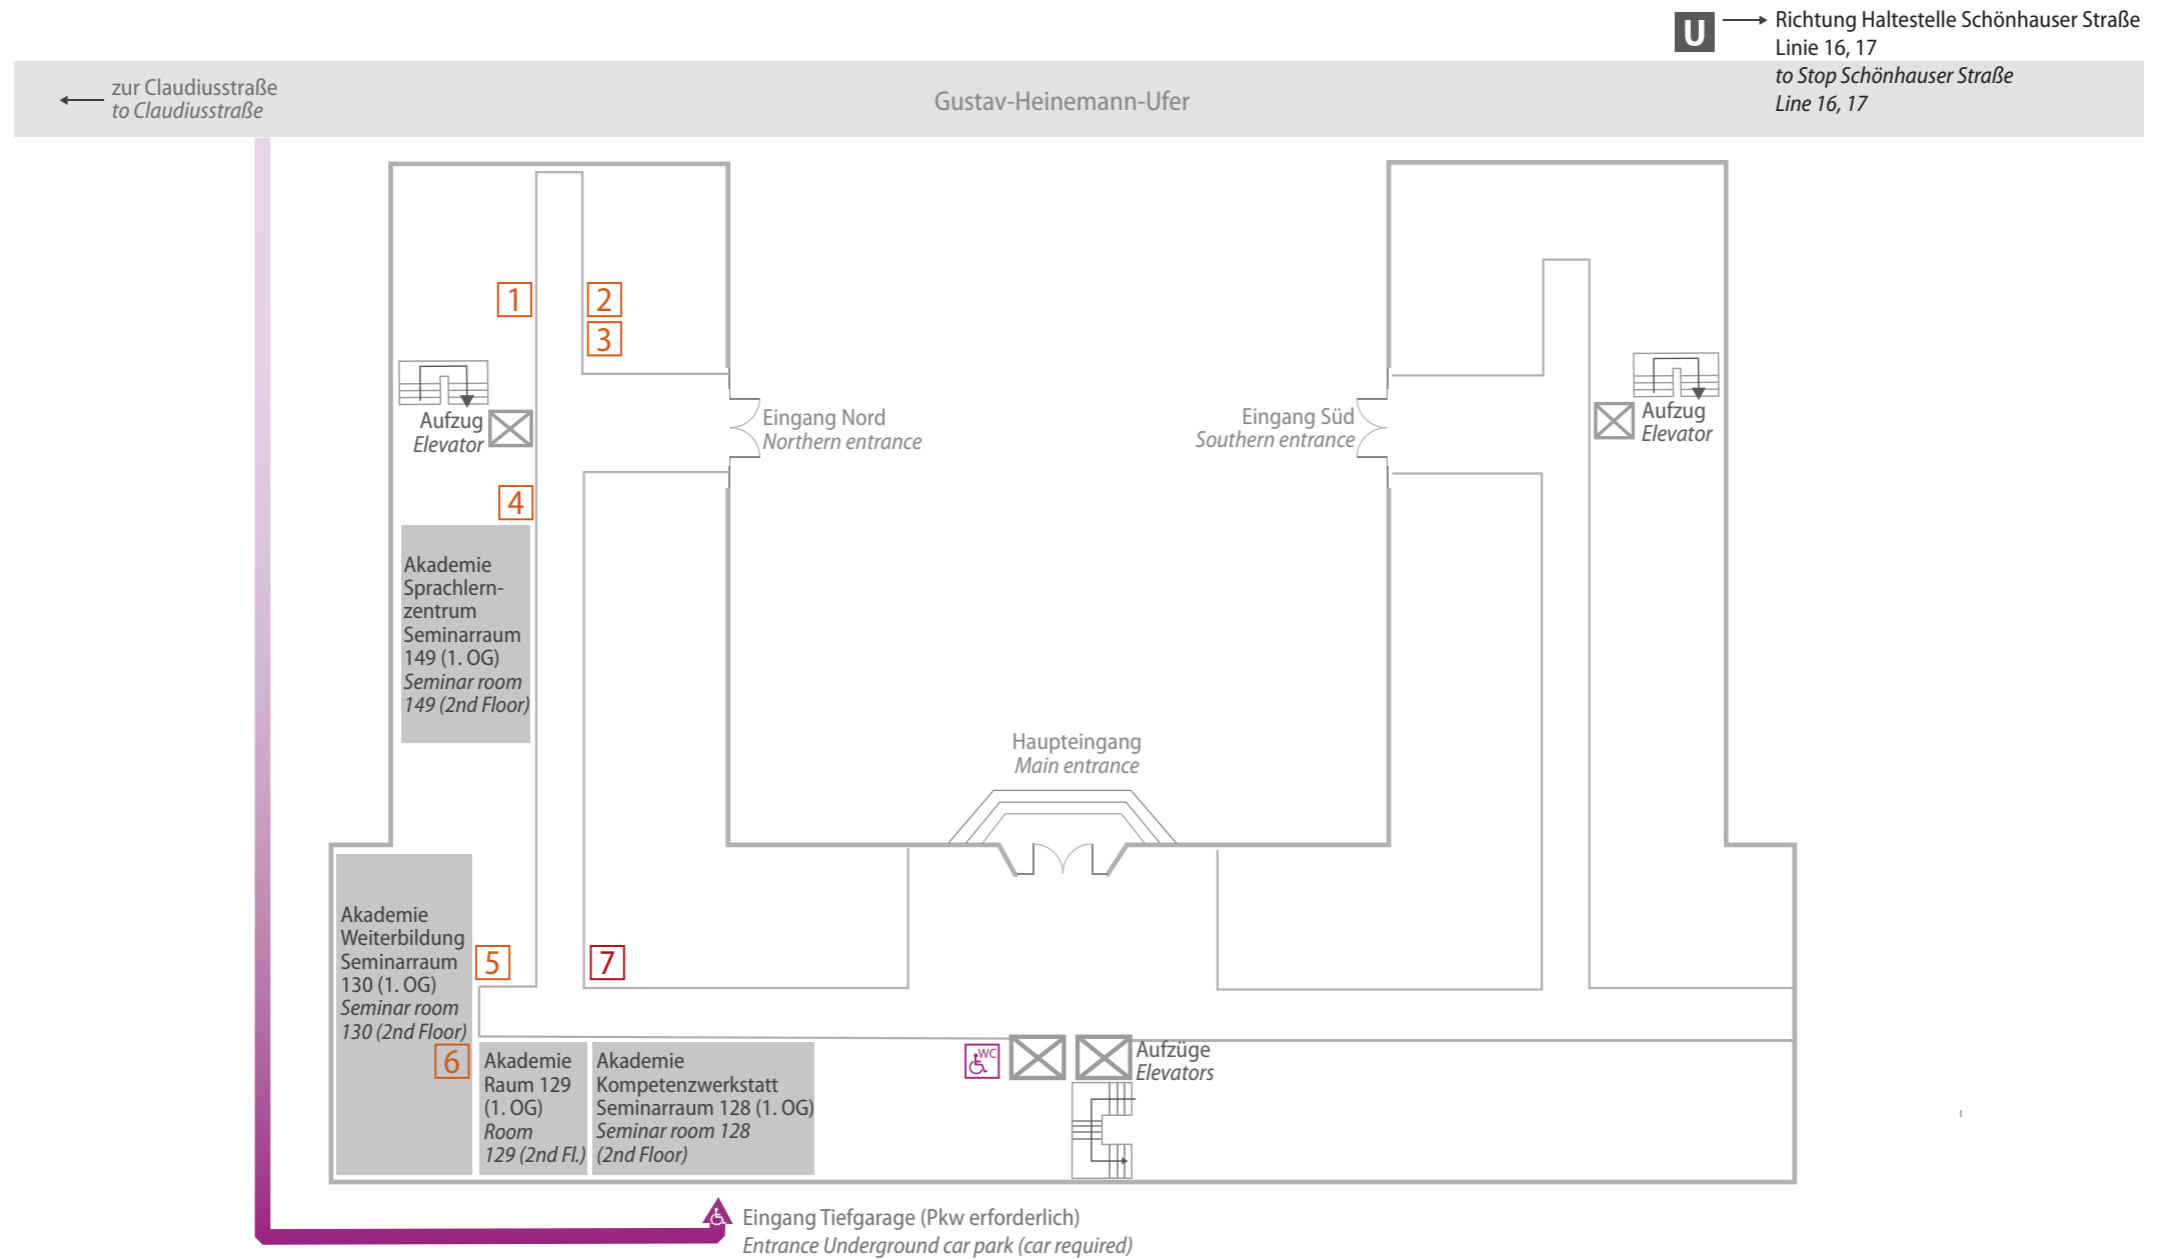 U
Richtung Haltestelle Schönhauser Straße
Linie 16, 17
to Stop Schönhauser Straße
Line 16, 17
zur Claudiusstraße
to Claudiusstraße
Gustav-Heinemann-Ufer
1
2
3
Aufzug
Elevator
Eingang Nord
Northern entrance
Eingang Süd
Southern entrance
Aufzug
Elevator
4
Akademie
Sprachlern-
zentrum
Seminarraum
149 (1. OG)
Seminar room
149 (2nd Floor)
Haupteingang
Main entrance
Akademie
Weiterbildung
Seminarraum
130 (1. OG)
Seminar room
130 (2nd Floor)
5
7
6
Akademie
Raum 129
(1. OG)
Room
129 (2nd Fl.)
Akademie
Kompetenzwerkstatt
Seminarraum 128 (1. OG)
Seminar room 128
(2nd Floor)
WC
Aufzüge
Elevators
Eingang Tiefgarage (Pkw erforderlich)
Entrance Underground car park (car required)